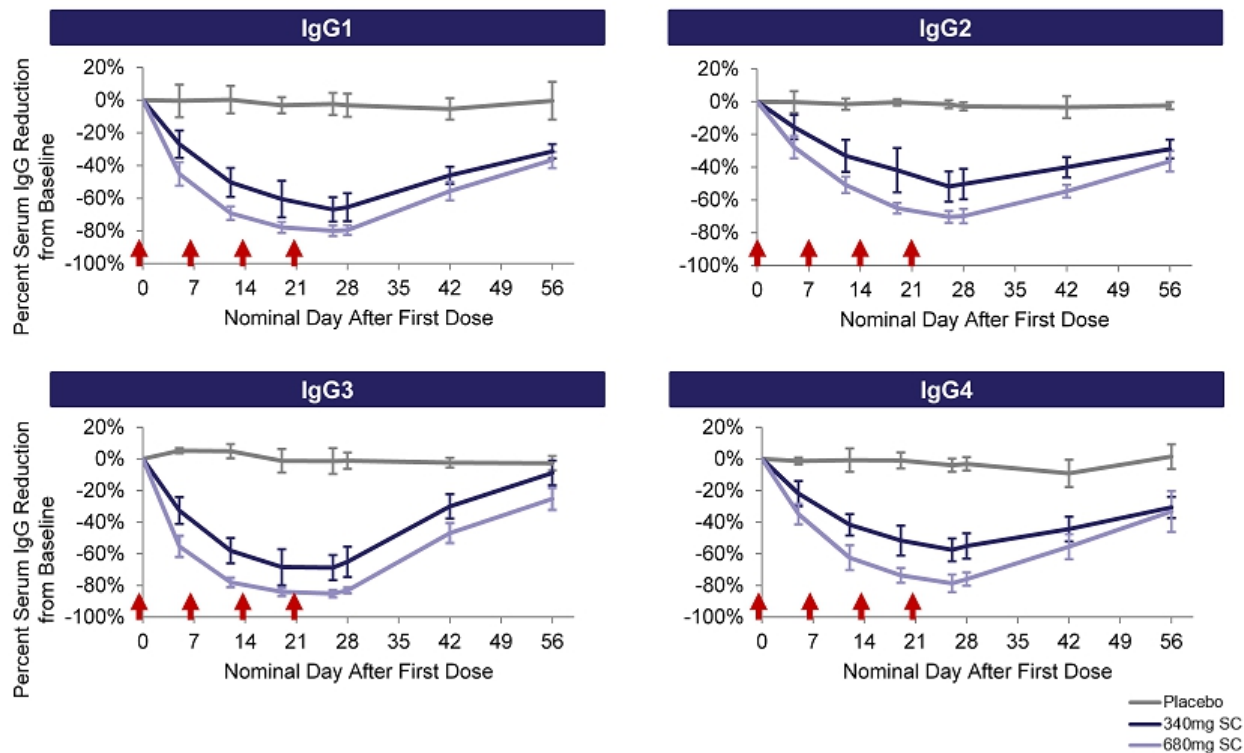 IgG1
Percent Serum IgG Reduction
from Baseline
20%
0%
-20%
-40%
-60%
-80%
-100%
0 7 14 21 28 35 42 49 56
Nominal Day After First Dose
IgG2
20%
0%
-20%
-40%
-60%
-80%
-100%
0 7 14 21 28 35 42 49 56
Nominal Day After First Dose
IgG3
Percent Serum IgG Reduction
from Baseline
20%
0%
-20%
-40%
-60%
-80%
-100%
0 7 14 21 28 35 42 49 56
Nominal Day After First Dose
IgG4
20%
0%
-20%
-40%
-60%
-80%
-100%
0 7 14 21 28 35 42 49 56
Nominal Day After First Dose
Placebo
340mg SC
680mg SC